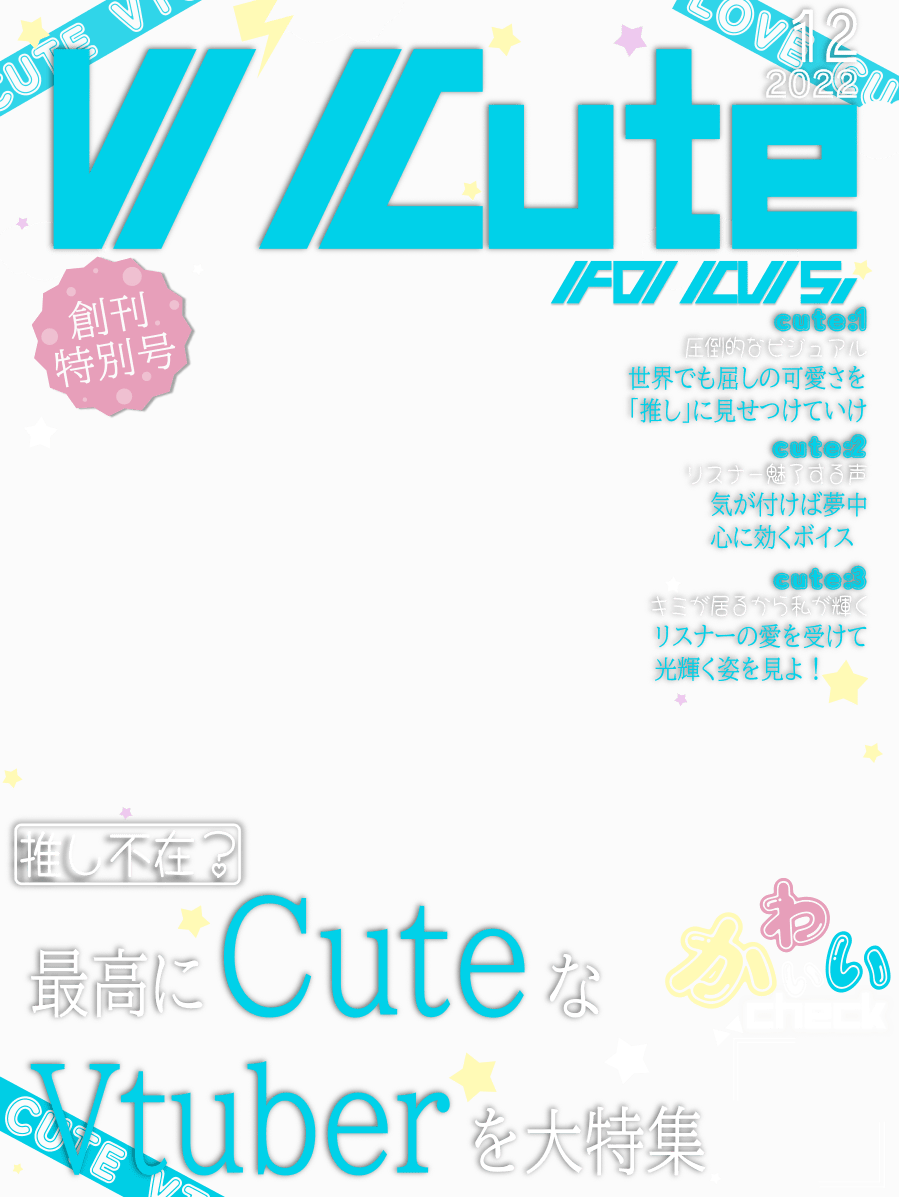 CUTE VT
LOVE CU
12
2022
V//Cute
創刊
特別号
cute:1
圧倒的なビジュアル
世界でも屈しの可愛さを
「推し」に見せつけていけ
cute:2
リスナー魅了する声
気が付けば夢中
心に効くボイス
cute:3
キミが居るから私が輝く
リスナーの愛を受けて
光輝く姿を見よ！
推し不在?
最高にCuteな
Vtuberを大特集
かわいい
check
CUTE VT